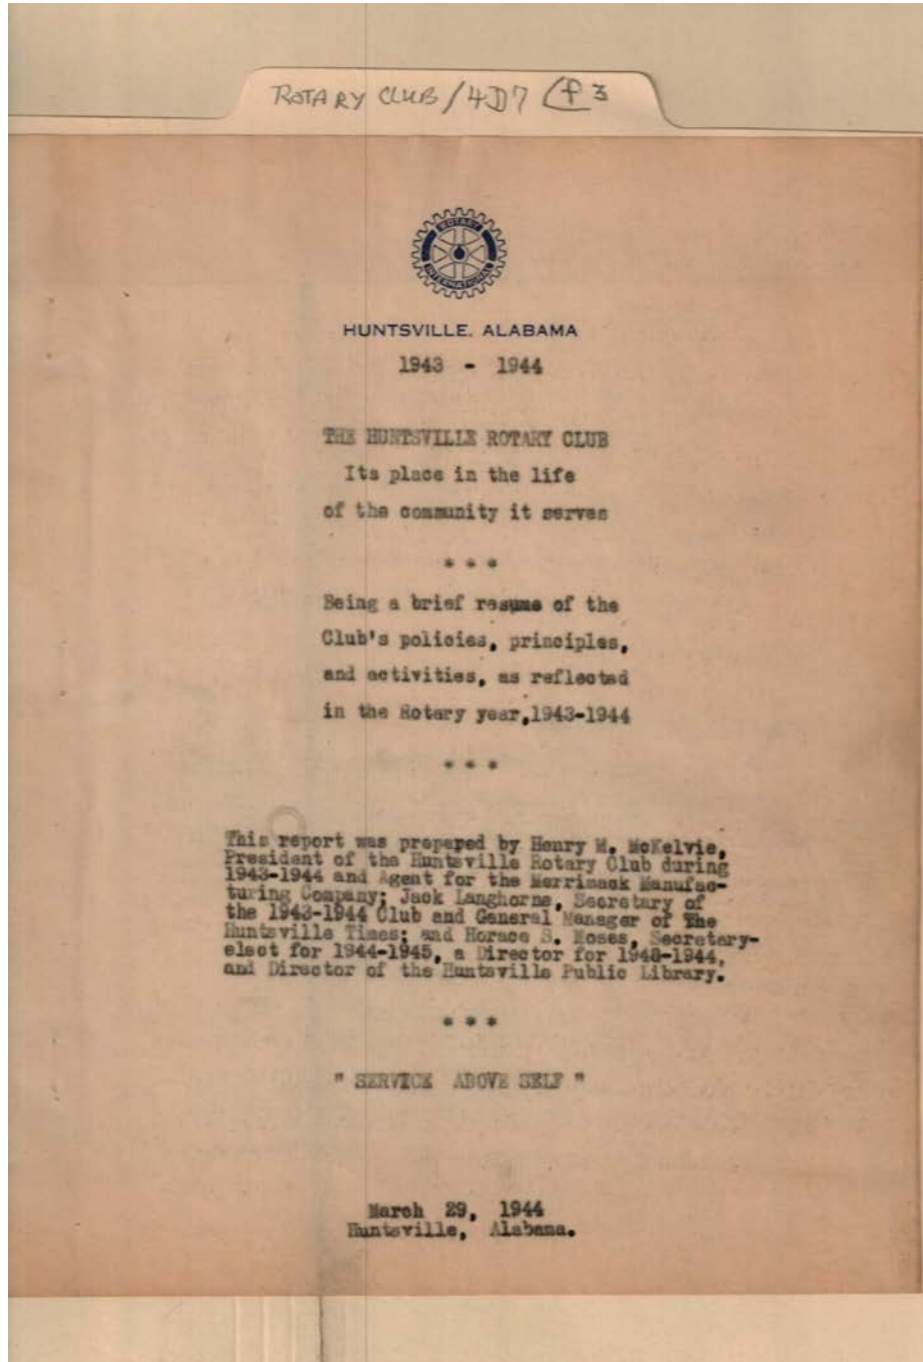 ROTARY CLUB/4D7 (f3
ROTARY
INTERNATIONAL
HUNTSVILLE, ALABAMA
1943 - 1944
THE HUNTSVILLE ROTARY CLUB
Its place in the life
of the community it serves
* * *
Being a brief resume of the
Club's policies, principles,
and activities, as reflected
in the Rotary year,1943-1944
* * *
This report was prepared by Henry M. McKelvie,
President of the Huntsville Rotary Club during
1943-1944 and Agent for the Merrimack Manufac-
turing Company; Jack Langhorne, Secretary of
the 1943-1944 Club and General Manager of The
Huntsville Times; and Horace S. Moses, Secretary-
elect for 1944-1945, a Director for 1943-1944,
and Director of the Huntsville Public Library.
* * *
" SERVICE ABOVE SELF "
March 29, 1944
Huntsville, Alabama.